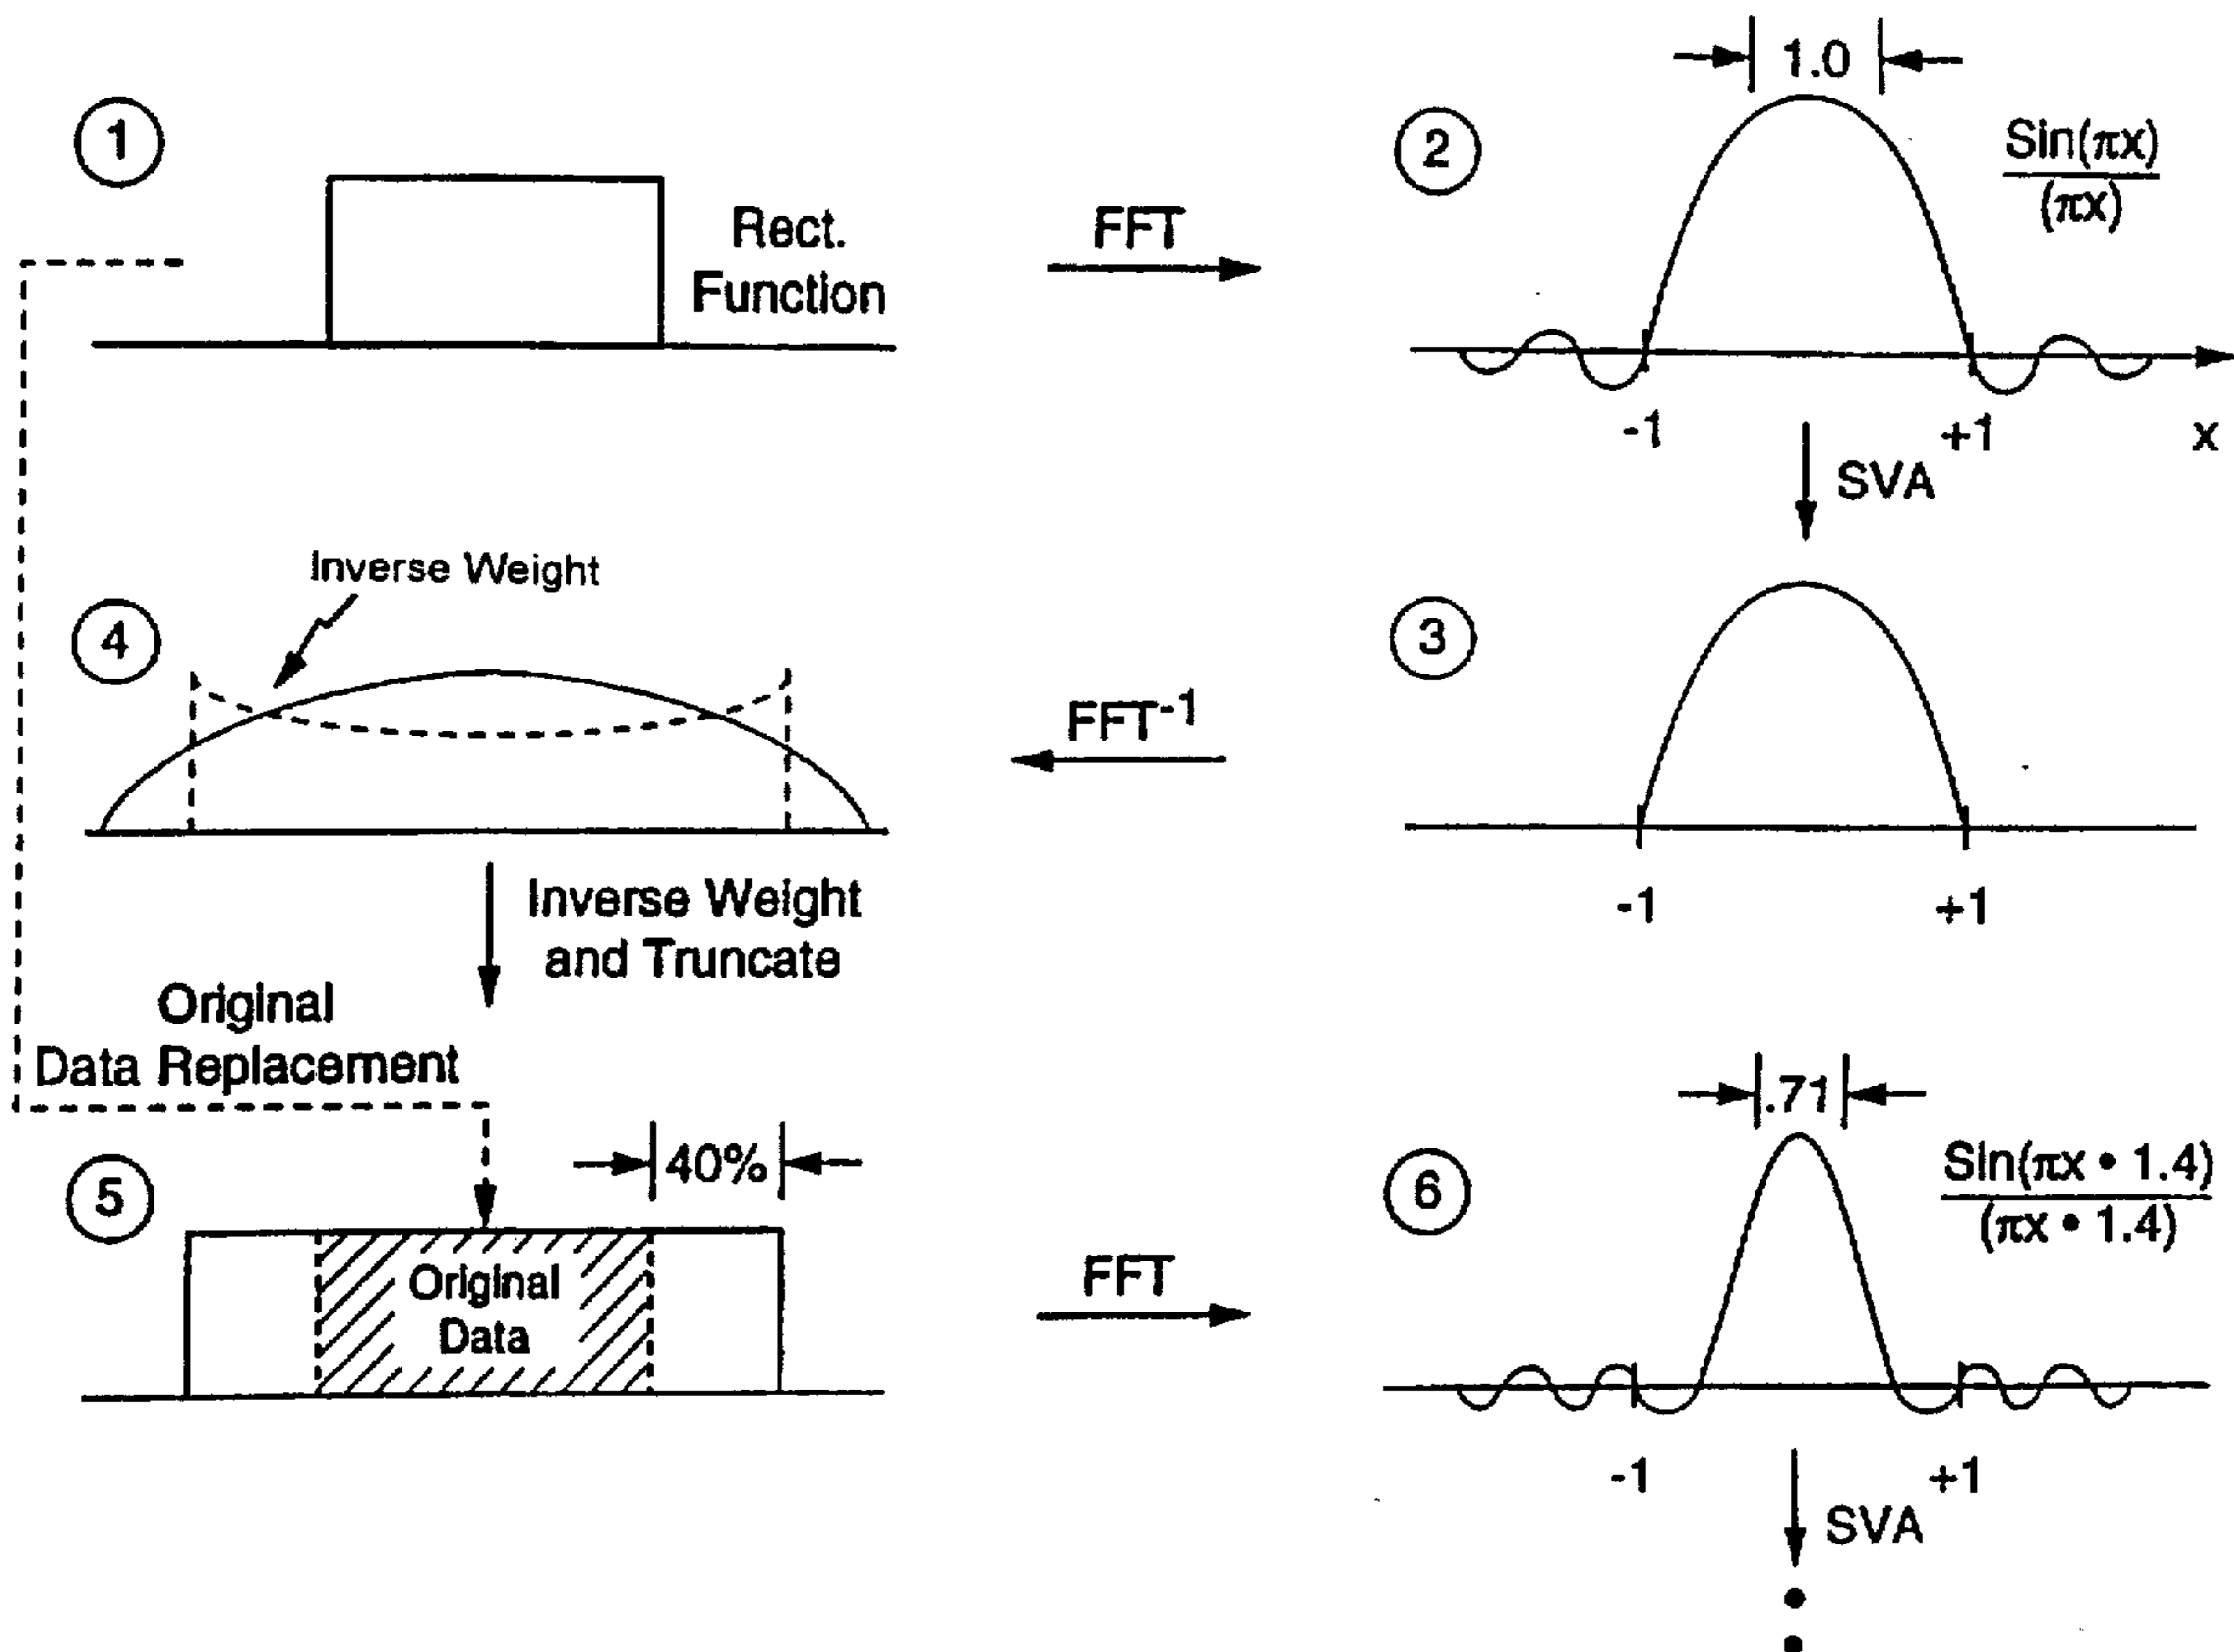 1
Rect.
Function
FFT
2
1.0
Sin(πx)
(πx)
-1
+1
x
SVA
Inverse Weight
4
FFT-1
3
-1
+1
Inverse Weight
and Truncate
Original
Data Replacement
5
40%
Original
Data
FFT
6
.71
Sin(πx • 1.4)
(πx • 1.4)
-1
+1
SVA